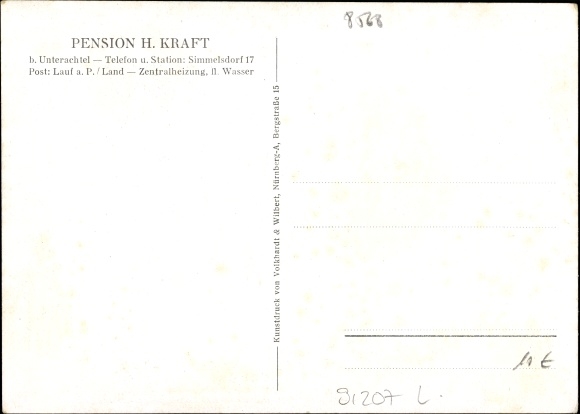 8568
PENSION H. KRAFT
b. Unterachtel — Telefon u. Station: Simmelsdorf 17
Post: Lauf a. P. / Land — Zentralheizung, fl. Wasser
Kunstdruck von Volkhardt & Wilbert, Nürnberg-A, Bergstraße 15
91207 L.